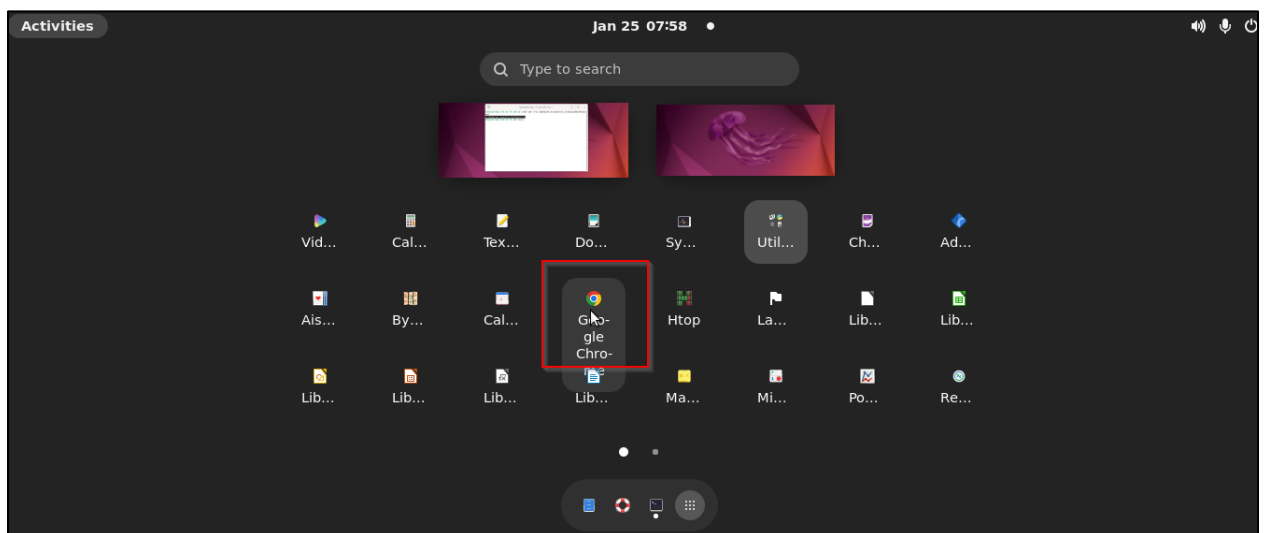 Activities
Jan 25 07:58
Type to search
Vid...
Cal...
Tex...
Do...
Sy...
Util...
Ch...
Ad...
Ais...
By...
Cal...
Goo-
gle
Chro-
me
Htop
La...
Lib...
Lib...
Lib...
Lib...
Lib...
Lib...
Ma...
Mi...
Po...
Re...